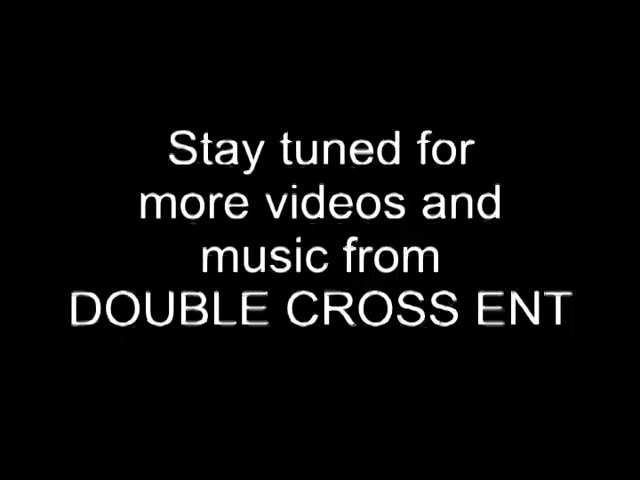 Stay tuned for
more videos and
music from
DOUBLE CROSS ENT